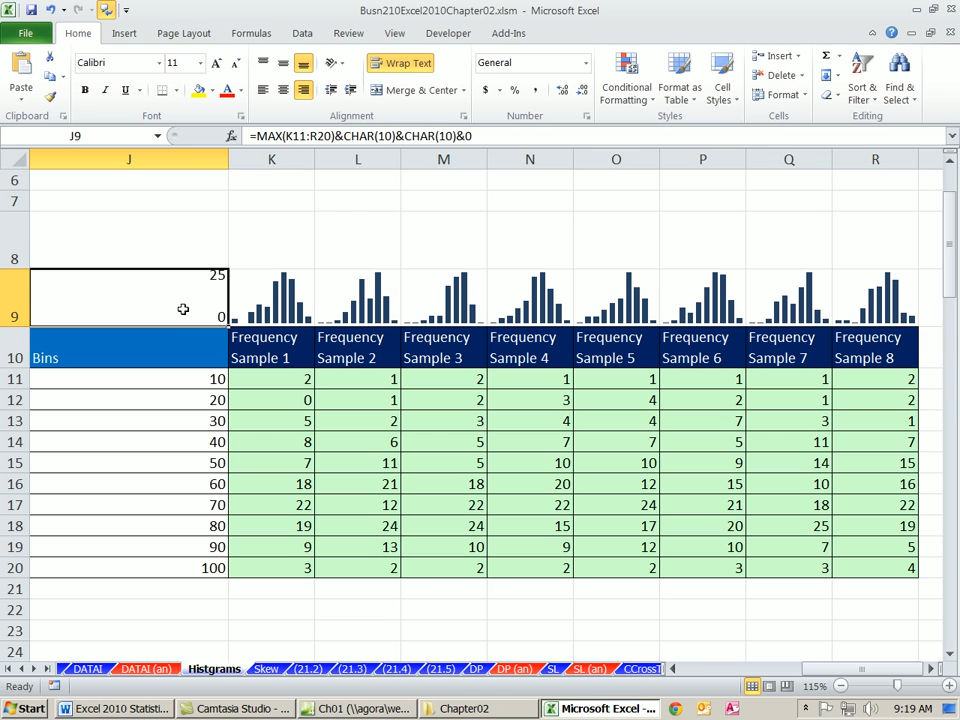 Busn210Excel2010Chapter02.xlsm - Microsoft Excel
File Home Insert Page Layout Formulas Data Review View Developer Add-Ins
Paste
Calibri 11
B I U
Wrap Text
Merge & Center
General
$ % ,
Conditional Formatting
Format as Table
Cell Styles
Insert
Delete
Format
Σ
Sort & Filter
Find & Select
Clipboard Font Alignment Number Styles Cells Editing
J9 fx =MAX(K11:R20)&CHAR(10)&CHAR(10)&0
J K L M N O P Q R
6
7
8
25
9 0
10 Bins Frequency Sample 1 Frequency Sample 2 Frequency Sample 3 Frequency Sample 4 Frequency Sample 5 Frequency Sample 6 Frequency Sample 7 Frequency Sample 8
11 10 2 1 2 1 1 1 1 2
12 20 0 1 2 3 4 2 1 2
13 30 5 2 3 4 4 7 3 1
14 40 8 6 5 7 7 5 11 7
15 50 7 11 5 10 10 9 14 15
16 60 18 21 18 20 12 15 10 16
17 70 22 12 22 22 24 21 18 22
18 80 19 24 24 15 17 20 25 19
19 90 9 13 10 9 12 10 7 5
20 100 3 2 2 2 2 3 3 4
21
22
23
24
DATAI DATAI (an) Histgrams Skew (21.2) (21.3) (21.4) (21.5) DP DP (an) SL SL (an) CCrossT
Ready 115%
Start Excel 2010 Statisti... Camtasia Studio - ... Ch01 (\\agora\we... Chapter02 Microsoft Excel - ... 9:19 AM